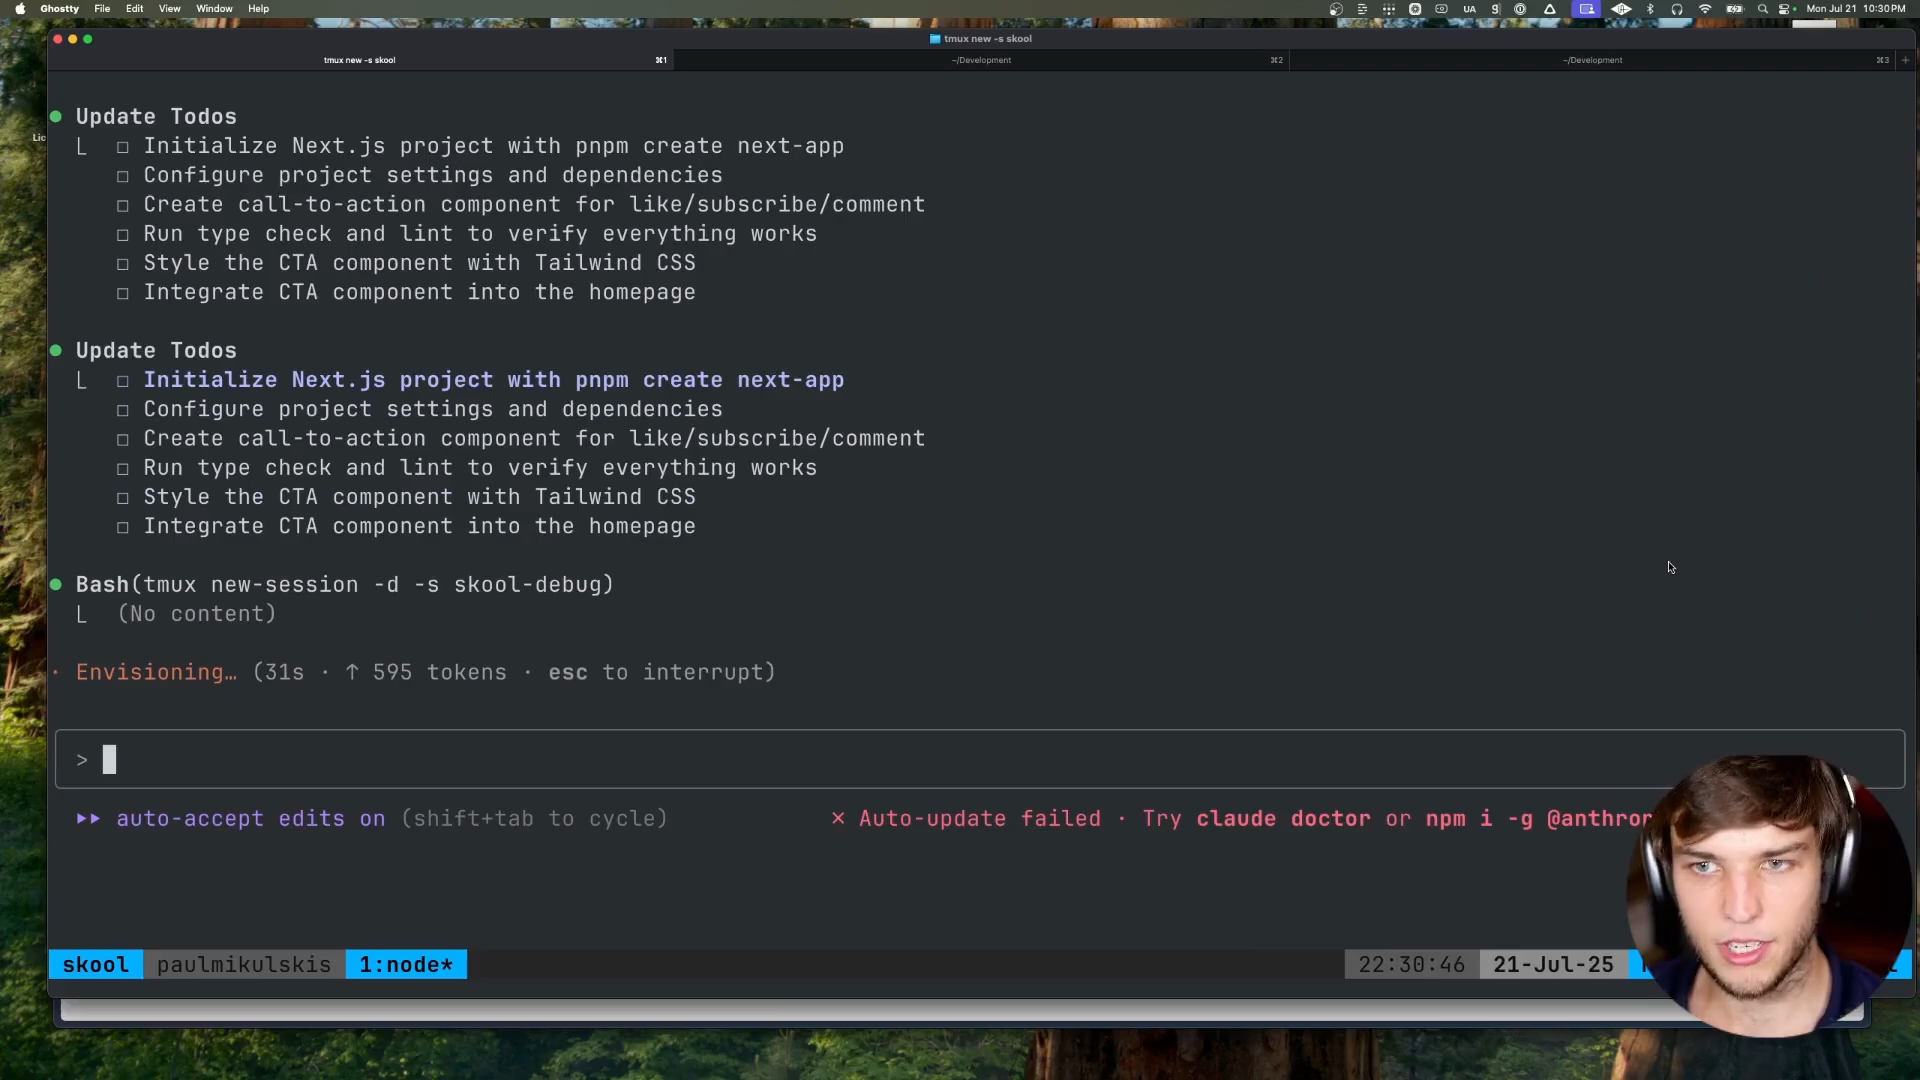 Ghostty File Edit View Window Help
UA
Mon Jul 21 10:30 PM
tmux new -s skool
tmux new -s skool ⌘1
~/Development ⌘2
~/Development ⌘3 +
Lic
● Update Todos
⎣ ☐ Initialize Next.js project with pnpm create next-app
☐ Configure project settings and dependencies
☐ Create call-to-action component for like/subscribe/comment
☐ Run type check and lint to verify everything works
☐ Style the CTA component with Tailwind CSS
☐ Integrate CTA component into the homepage
● Update Todos
⎣ ☐ Initialize Next.js project with pnpm create next-app
☐ Configure project settings and dependencies
☐ Create call-to-action component for like/subscribe/comment
☐ Run type check and lint to verify everything works
☐ Style the CTA component with Tailwind CSS
☐ Integrate CTA component into the homepage
● Bash(tmux new-session -d -s skool-debug)
⎣ (No content)
· Envisioning… (31s · ↑ 595 tokens · esc to interrupt)
>
▸▸ auto-accept edits on (shift+tab to cycle) ✕ Auto-update failed · Try claude doctor or npm i -g @anthrop
skool paulmikulskis 1:node* 22:30:46 21-Jul-25